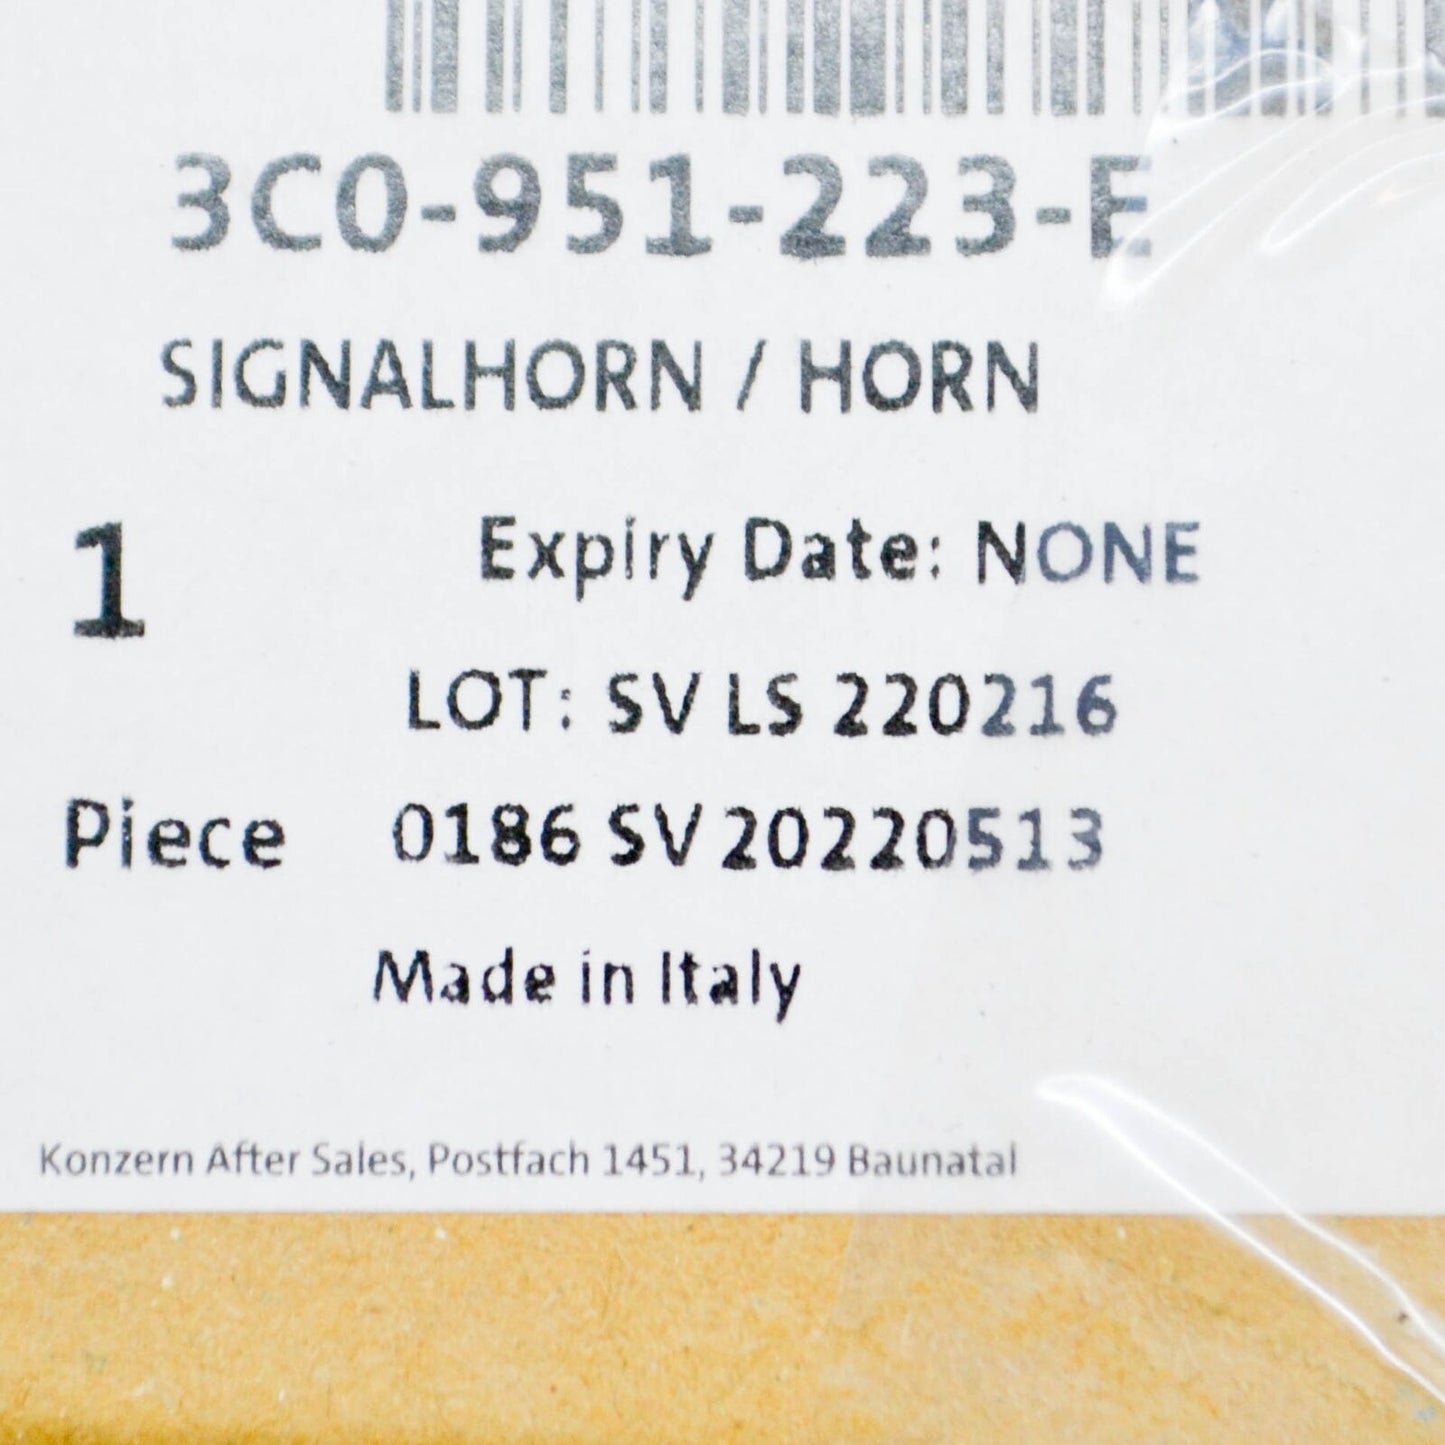 3C0-951-223-E
SIGNALHORN / HORN
1
Expiry Date: NONE
LOT: SV LS 220216
Piece 0186 SV 20220513
Made in Italy
Konzern After Sales, Postfach 1451, 34219 Baunatal